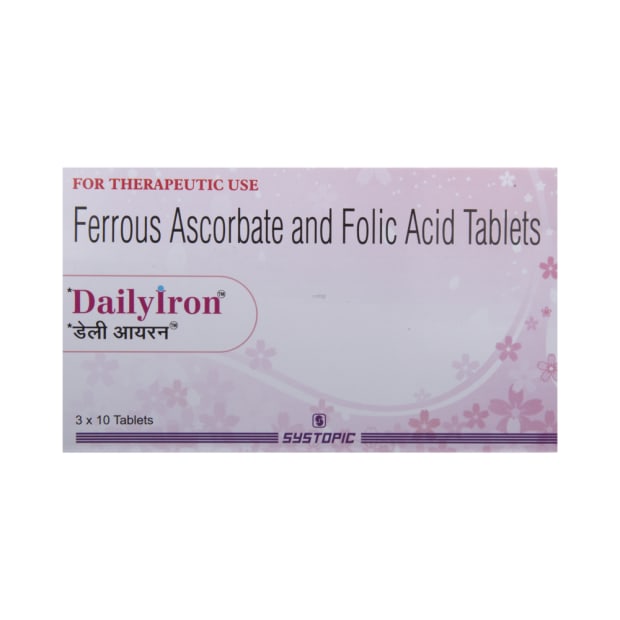 FOR THERAPEUTIC USE
Ferrous Ascorbate and Folic Acid Tablets
*DailyIron™
*डेली आयरन™
3 x 10 Tablets
SYSTOPIC